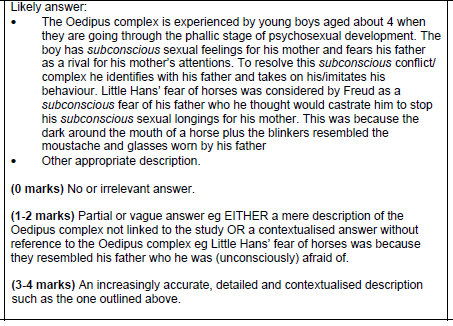 Likely answer:
• The Oedipus complex is experienced by young boys aged about 4 when
they are going through the phallic stage of psychosexual development. The
boy has subconscious sexual feelings for his mother and fears his father
as a rival for his mother's attentions. To resolve this subconscious conflict/
complex he identifies with his father and takes on his/imitates his
behaviour. Little Hans' fear of horses was considered by Freud as a
subconscious fear of his father who he thought would castrate him to stop
his subconscious sexual longings for his mother. This was because the
dark around the mouth of a horse plus the blinkers resembled the
moustache and glasses worn by his father
• Other appropriate description.
(0 marks) No or irrelevant answer.
(1-2 marks) Partial or vague answer eg EITHER a mere description of the
Oedipus complex not linked to the study OR a contextualised answer without
reference to the Oedipus complex eg Little Hans' fear of horses was because
they resembled his father who he was (unconsciously) afraid of.
(3-4 marks) An increasingly accurate, detailed and contextualised description
such as the one outlined above.